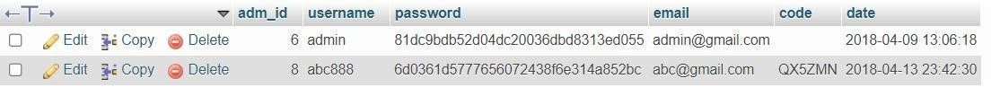 ←T→ adm_id username password email code date
Edit Copy Delete 6 admin 81dc9bdb52d04dc20036dbd8313ed055 admin@gmail.com 2018-04-09 13:06:18
Edit Copy Delete 8 abc888 6d0361d5777656072438f6e314a852bc abc@gmail.com QX5ZMN 2018-04-13 23:42:30